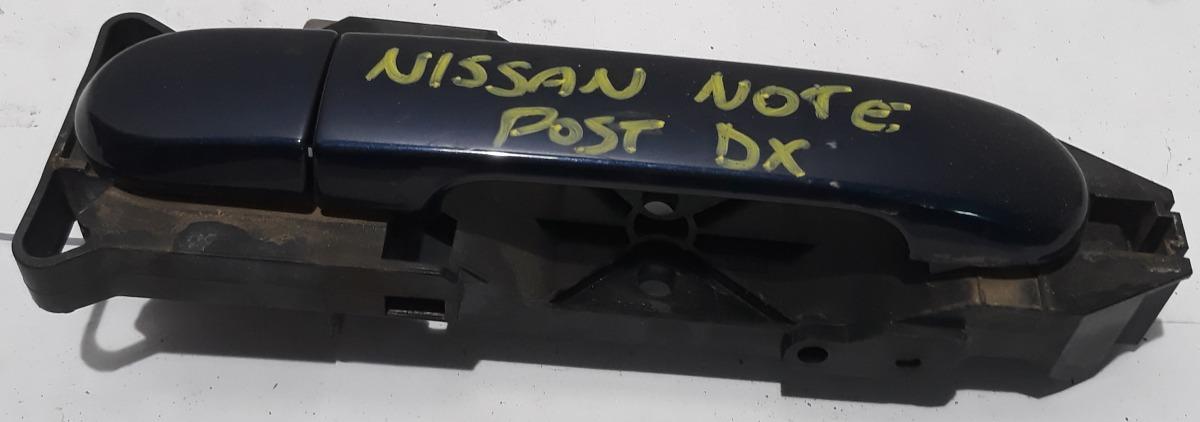 NISSAN NOTE
POST DX